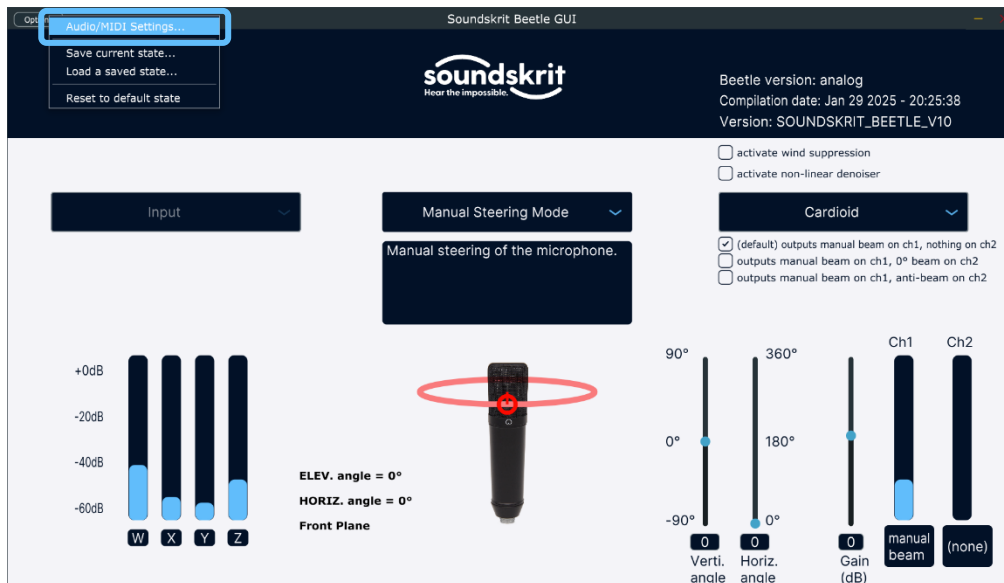 Soundskrit Beetle GUI
Audio/MIDI Settings...
Save current state...
Load a saved state...
Reset to default state
soundskrit
Hear the impossible.
Beetle version: analog
Compilation date: Jan 29 2025 - 20:25:38
Version: SOUNDSKRIT_BEETLE_V10
activate wind suppression
activate non-linear denoiser
Input
Manual Steering Mode
Cardioid
Manual steering of the microphone.
(default) outputs manual beam on ch1, nothing on ch2
outputs manual beam on ch1, 0° beam on ch2
outputs manual beam on ch1, anti-beam on ch2
+0dB
-20dB
-40dB
-60dB
W X Y Z
ELEV. angle = 0°
HORIZ. angle = 0°
Front Plane
90° 360°
0° 180°
-90° 0°
0 0 0
Verti. angle
Horiz. angle
Gain (dB)
Ch1 Ch2
manual beam
(none)